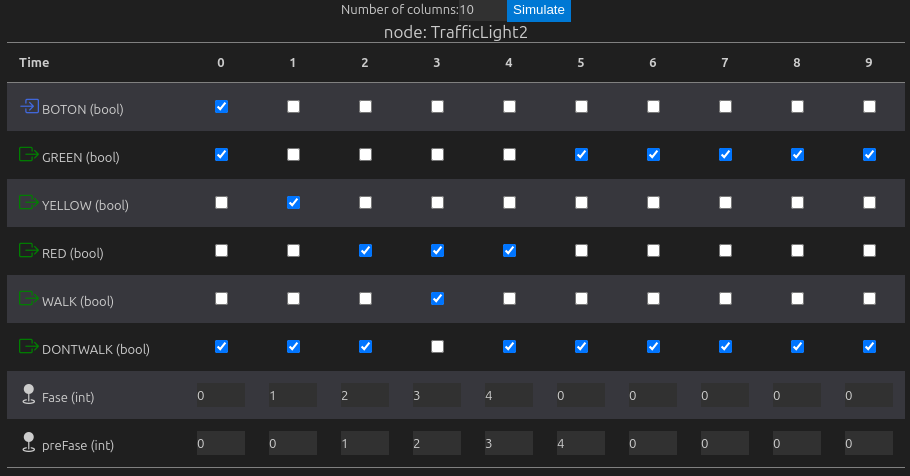 Number of columns:10 Simulate
node: TrafficLight2
Time 0 1 2 3 4 5 6 7 8 9
BOTON (bool)
GREEN (bool)
YELLOW (bool)
RED (bool)
WALK (bool)
DONTWALK (bool)
Fase (int) 0 1 2 3 4 0 0 0 0 0
preFase (int) 0 0 1 2 3 4 0 0 0 0